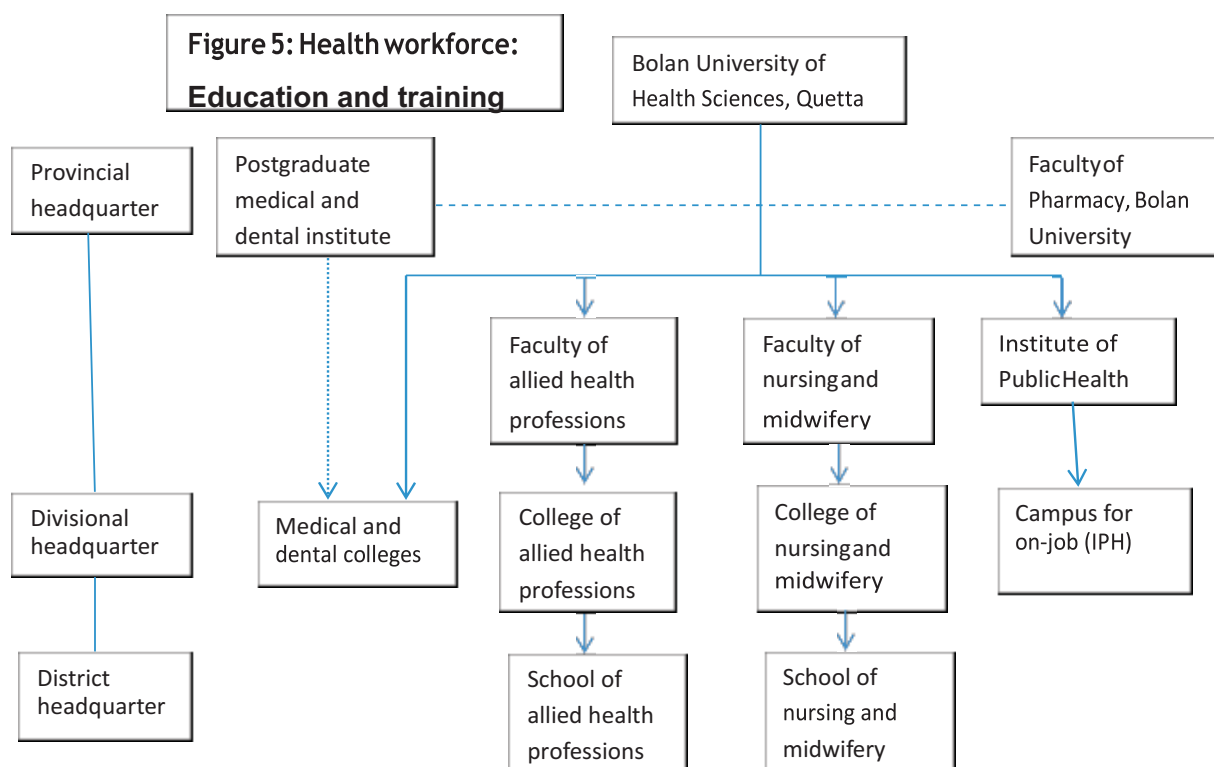 Figure 5: Health workforce:
Education and training
Bolan University of
Health Sciences, Quetta
Provincial
headquarter
Postgraduate
medical and
dental institute
Faculty of
Pharmacy, Bolan
University
Faculty of
allied health
professions
Faculty of
nursing and
midwifery
Institute of
Public Health
Divisional
headquarter
Medical and
dental colleges
College of
allied health
professions
College of
nursing and
midwifery
Campus for
on-job (IPH)
District
headquarter
School of
allied health
professions
School of
nursing and
midwifery